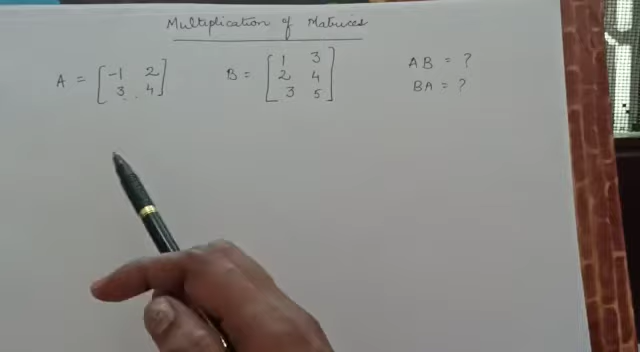 Multiplication of Matrices
A = [ -1 2 B = [ 1 3 AB = ?
3 4 ] 2 4 BA = ?
3 5 ]